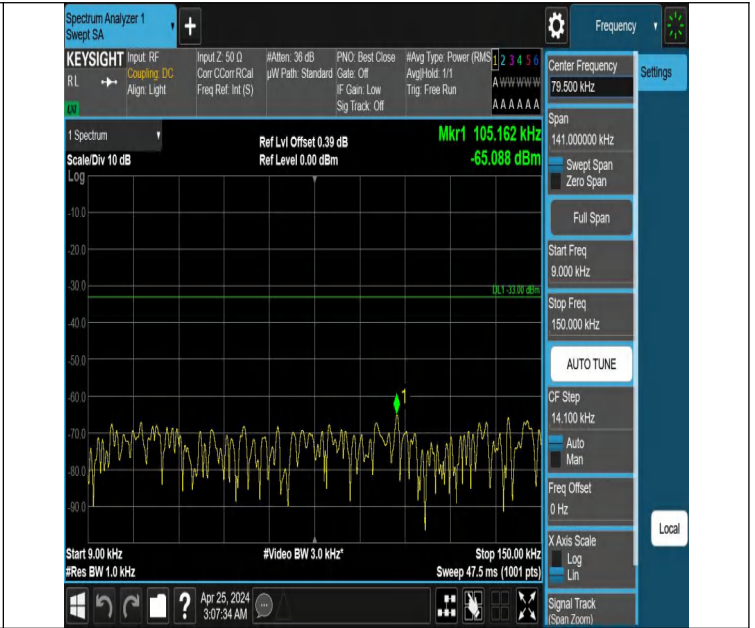 Spectrum Analyzer 1
Swept SA
+
Frequency
KEYSIGHT
RL
Input: RF
Coupling: DC
Align: Light
Input Z: 50 Ω
Corr CCorr RCal
Freq Ref: Int (S)
#Atten: 36 dB
µW Path: Standard
PNO: Best Close
Gate: Off
IF Gain: Low
Sig Track: Off
#Avg Type: Power (RMS
Avg|Hold: 1/1
Trig: Free Run
1 2 3 4 5 6
A W W W W W
A A A A A A
1 Spectrum
Scale/Div 10 dB
Log
Ref Lvl Offset 0.39 dB
Ref Level 0.00 dBm
Mkr1 105.162 kHz
-65.088 dBm
-10.0
-20.0
-30.0
DL1 -33.00 dBm
-40.0
-50.0
-60.0
1
-70.0
-80.0
-90.0
Start 9.00 kHz
#Res BW 1.0 kHz
#Video BW 3.0 kHz*
Stop 150.00 kHz
Sweep 47.5 ms (1001 pts)
?
Apr 25, 2024
3:07:34 AM
Center Frequency
79.500 kHz
Span
141.000000 kHz
Swept Span
Zero Span
Full Span
Start Freq
9.000 kHz
Stop Freq
150.000 kHz
AUTO TUNE
CF Step
14.100 kHz
Auto
Man
Freq Offset
0 Hz
X Axis Scale
Log
Lin
Signal Track
(Span Zoom)
Settings
Local